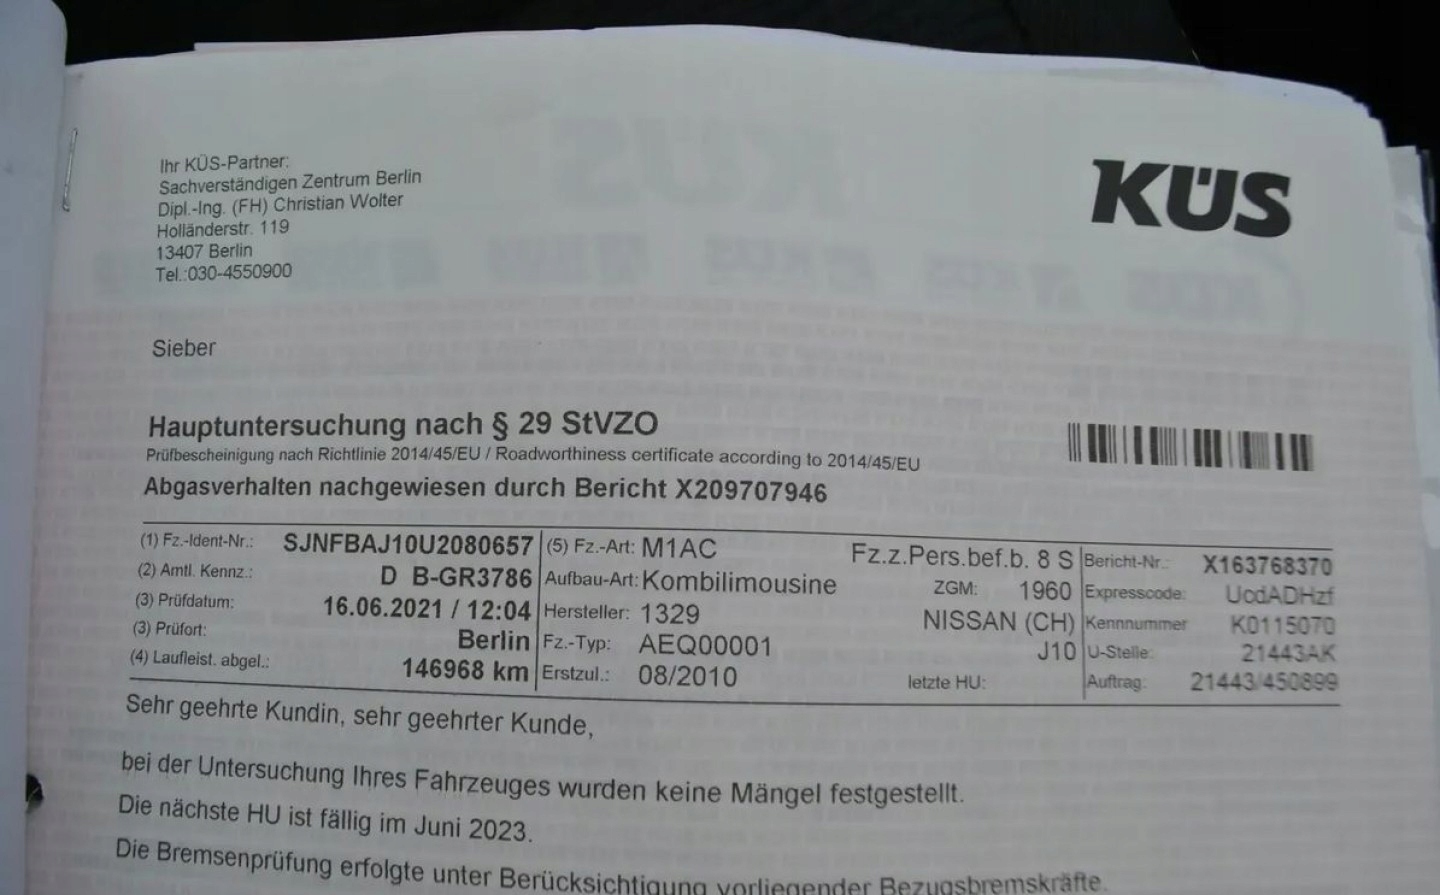 Ihr KÜS-Partner:
Sachverständigen Zentrum Berlin
Dipl.-Ing. (FH) Christian Wolter
Holländerstr. 119
13407 Berlin
Tel.:030-4550900
KÜS
Sieber
Hauptuntersuchung nach § 29 StVZO
Prüfbescheinigung nach Richtlinie 2014/45/EU / Roadworthiness certificate according to 2014/45/EU
Abgasverhalten nachgewiesen durch Bericht X209707946
(1) Fz.-Ident-Nr.: SJNFBAJ10U2080657 (5) Fz.-Art: M1AC Fz.z.Pers.bef.b. 8 S Bericht-Nr.: X163768370
(2) Amtl. Kennz.: D B-GR3786 Aufbau-Art: Kombilimousine ZGM: 1960 Expresscode: UcdADHzf
(3) Prüfdatum: 16.06.2021 / 12:04 Hersteller: 1329 NISSAN (CH) Kennnummer K0115070
(3) Prüfort: Berlin Fz.-Typ: AEQ00001 J10 U-Stelle: 21443AK
(4) Laufleist. abgel.: 146968 km Erstzul.: 08/2010 letzte HU: Auftrag: 21443/450899
Sehr geehrte Kundin, sehr geehrter Kunde,
bei der Untersuchung Ihres Fahrzeuges wurden keine Mängel festgestellt.
Die nächste HU ist fällig im Juni 2023.
Die Bremsenprüfung erfolgte unter Berücksichtigung vorliegender Bezugsbremskräfte.